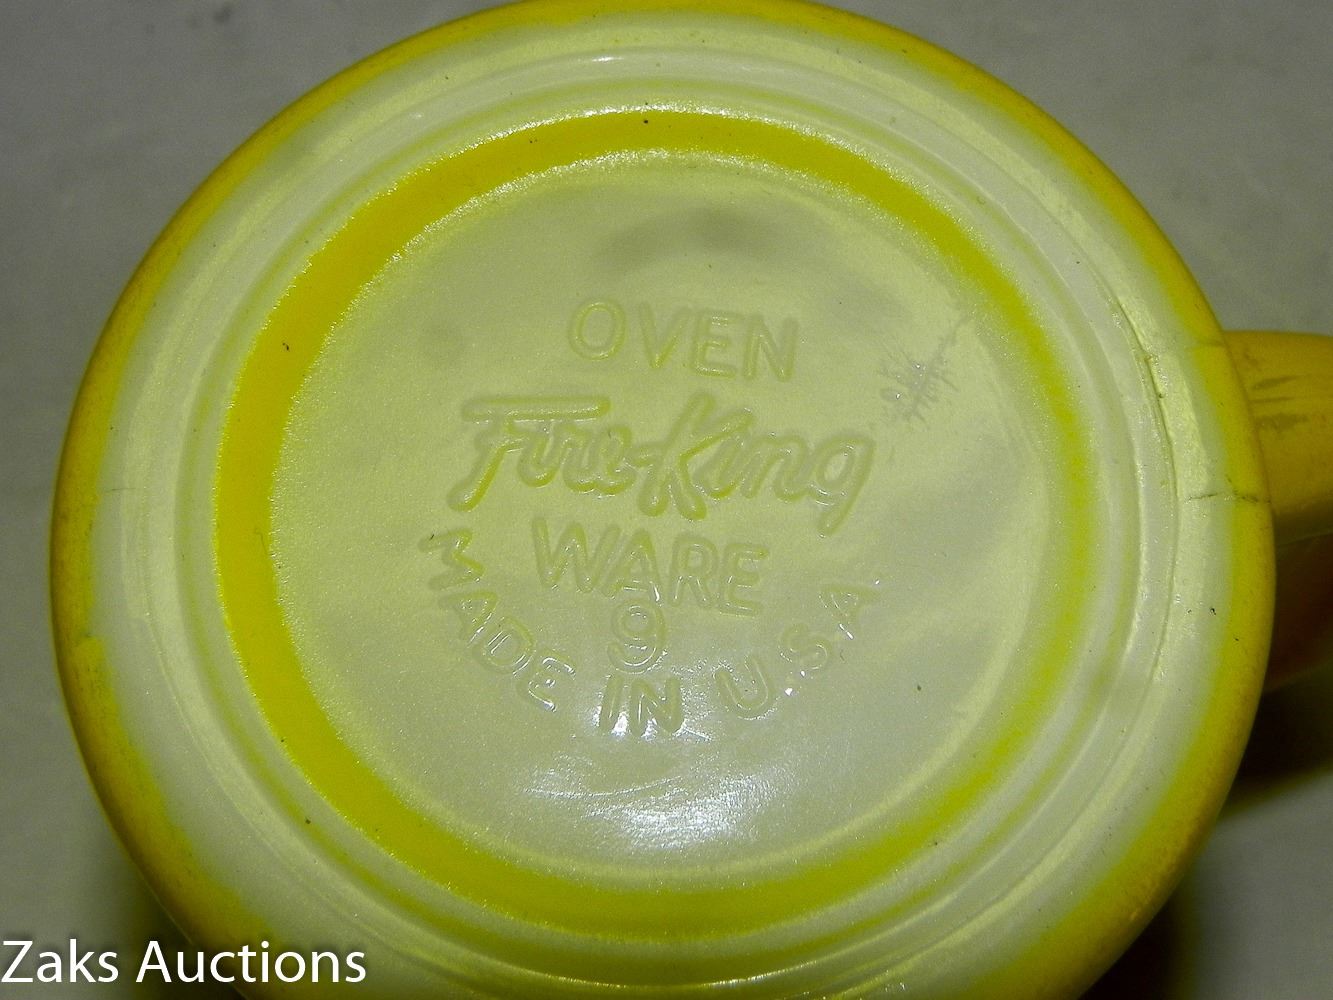 OVEN
Fire-King
WARE
9
MADE IN U.S.A.
Zaks Auctions